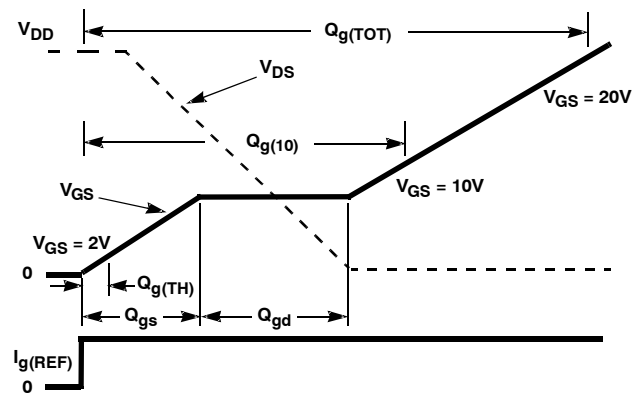 V_DD
Q_g(TOT)
V_DS
V_GS = 20V
Q_g(10)
V_GS
V_GS = 10V
V_GS = 2V
0
Q_g(TH)
Q_gs
Q_gd
I_g(REF)
0